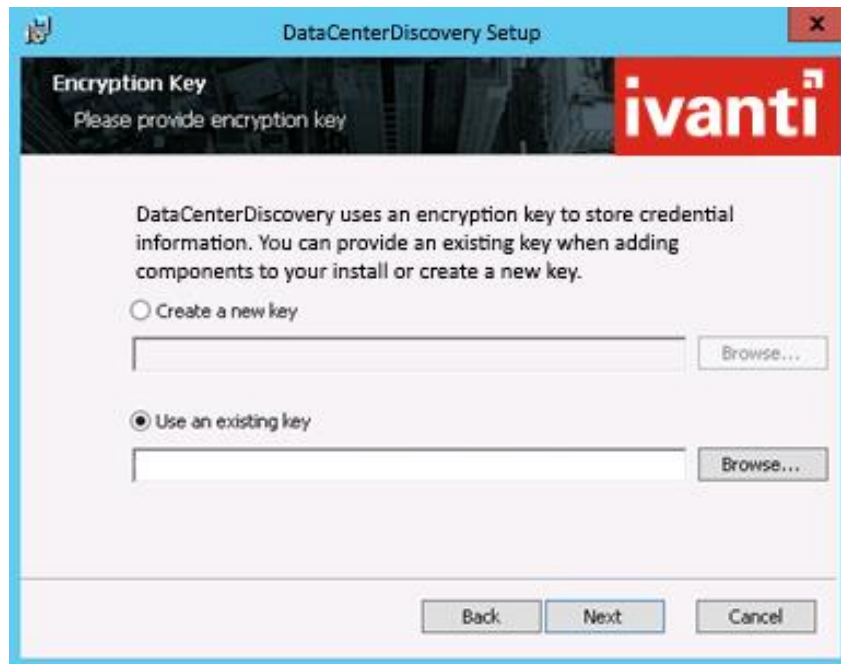 DataCenterDiscovery Setup
x
Encryption Key
Please provide encryption key
ivanti
DataCenterDiscovery uses an encryption key to store credential
information. You can provide an existing key when adding
components to your install or create a new key.
Create a new key
Browse...
Use an existing key
Browse...
Back Next Cancel